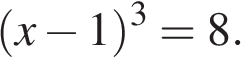 (x − 1)³ = 8.